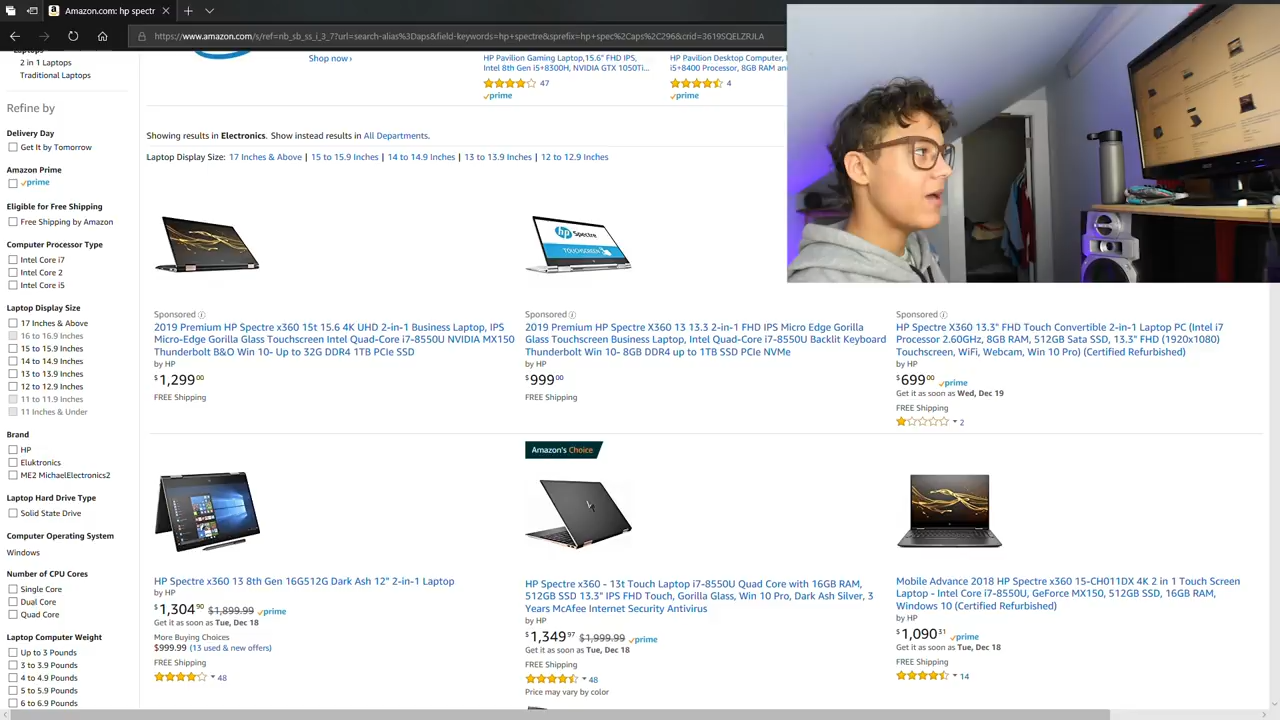 Amazon.com: hp spectr
https://www.amazon.com/s/ref=nb_sb_ss_i_3_7?url=search-alias%3Daps&field-keywords=hp+spectre&sprefix=hp+spec%2Caps%2C296&crid=3619SQELZRJLA
2 in 1 Laptops
Traditional Laptops
Refine by
Delivery Day
Get It by Tomorrow
Amazon Prime
prime
Eligible for Free Shipping
Free Shipping by Amazon
Computer Processor Type
Intel Core i7
Intel Core 2
Intel Core i5
Laptop Display Size
17 Inches & Above
16 to 16.9 Inches
15 to 15.9 Inches
14 to 14.9 Inches
13 to 13.9 Inches
12 to 12.9 Inches
11 to 11.9 Inches
11 Inches & Under
Brand
HP
Eluktronics
ME2 MichaelElectronics2
Laptop Hard Drive Type
Solid State Drive
Computer Operating System
Windows
Number of CPU Cores
Single Core
Dual Core
Quad Core
Laptop Computer Weight
Up to 3 Pounds
3 to 3.9 Pounds
4 to 4.9 Pounds
5 to 5.9 Pounds
6 to 6.9 Pounds
Shop now ›
HP Pavilion Gaming Laptop,15.6" FHD IPS,
Intel 8th Gen i5+8300H, NVIDIA GTX 1050Ti...
47
prime
HP Pavilion Desktop Computer,
i5+8400 Processor, 8GB RAM and
4
prime
Showing results in Electronics. Show instead results in All Departments.
Laptop Display Size: 17 Inches & Above | 15 to 15.9 Inches | 14 to 14.9 Inches | 13 to 13.9 Inches | 12 to 12.9 Inches
Sponsored
2019 Premium HP Spectre x360 15t 15.6 4K UHD 2-in-1 Business Laptop, IPS
Micro-Edge Gorilla Glass Touchscreen Intel Quad-Core i7-8550U NVIDIA MX150
Thunderbolt B&O Win 10- Up to 32G DDR4 1TB PCIe SSD
by HP
$1,299 00
FREE Shipping
hp Spectre
TOUCHSCREEN
Sponsored
2019 Premium HP Spectre X360 13 13.3 2-in-1 FHD IPS Micro Edge Gorilla
Glass Touchscreen Business Laptop, Intel Quad-Core i7-8550U Backlit Keyboard
Thunderbolt Win 10- 8GB DDR4 up to 1TB SSD PCIe NVMe
by HP
$999 00
FREE Shipping
Sponsored
HP Spectre X360 13.3" FHD Touch Convertible 2-in-1 Laptop PC (Intel i7
Processor 2.60GHz, 8GB RAM, 512GB Sata SSD, 13.3" FHD (1920x1080)
Touchscreen, WiFi, Webcam, Win 10 Pro) (Certified Refurbished)
by HP
$699 00 prime
Get it as soon as Wed, Dec 19
FREE Shipping
2
HP Spectre x360 13 8th Gen 16G512G Dark Ash 12" 2-in-1 Laptop
by HP
$1,304 90 $1,899.99 prime
Get it as soon as Tue, Dec 18
More Buying Choices
$999.99 (13 used & new offers)
FREE Shipping
48
Amazon's Choice
HP Spectre x360 - 13t Touch Laptop i7-8550U Quad Core with 16GB RAM,
512GB SSD 13.3" IPS FHD Touch, Gorilla Glass, Win 10 Pro, Dark Ash Silver, 3
Years McAfee Internet Security Antivirus
by HP
$1,349 97 $1,999.99 prime
Get it as soon as Tue, Dec 18
FREE Shipping
48
Price may vary by color
Mobile Advance 2018 HP Spectre x360 15-CH011DX 4K 2 in 1 Touch Screen
Laptop - Intel Core i7-8550U, GeForce MX150, 512GB SSD, 16GB RAM,
Windows 10 (Certified Refurbished)
by HP
$1,090 31 prime
Get it as soon as Tue, Dec 18
FREE Shipping
14